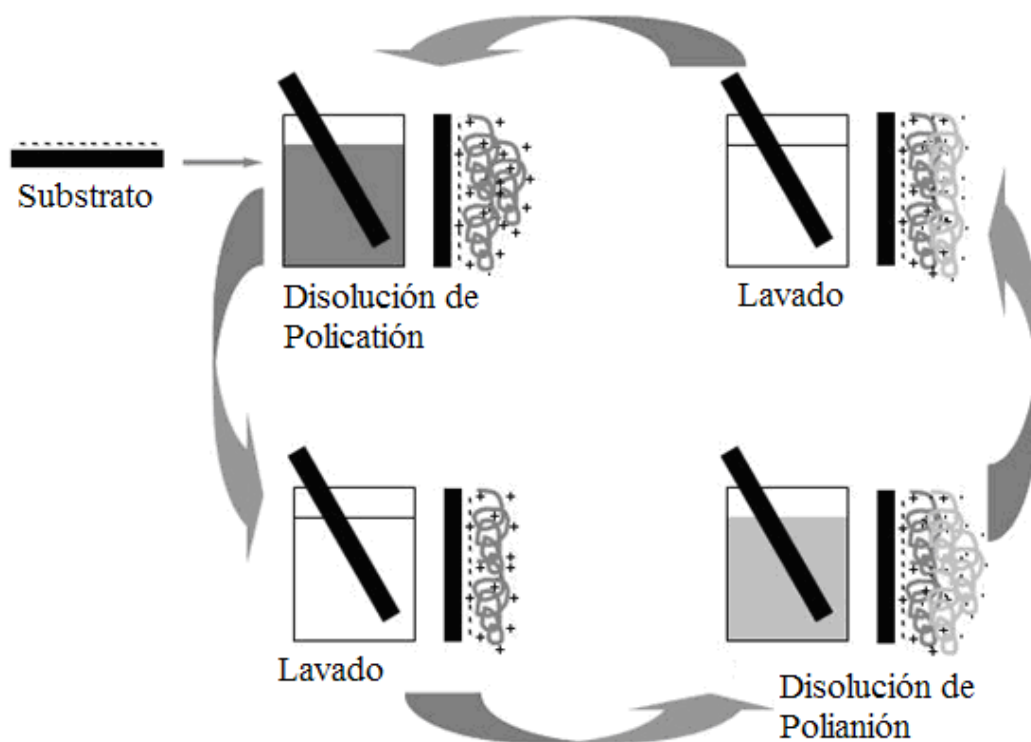 Substrato
Disolución de
Policatión
Lavado
Lavado
Disolución de
Polianión